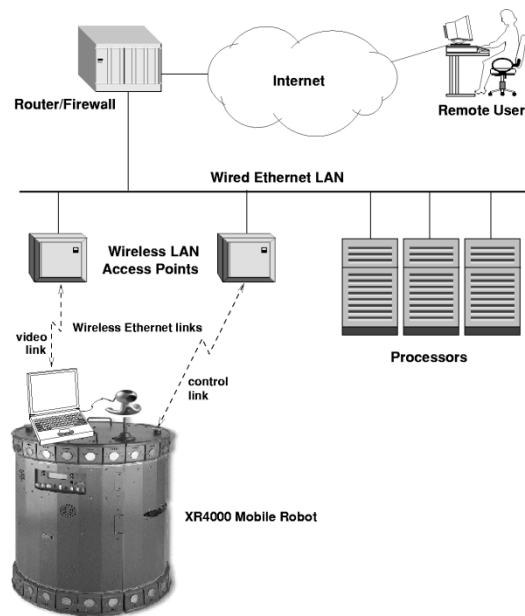 Internet
Router/Firewall
Remote User
Wired Ethernet LAN
Wireless LAN
Access Points
Wireless Ethernet links
video
link
Processors
control
link
XR4000 Mobile Robot